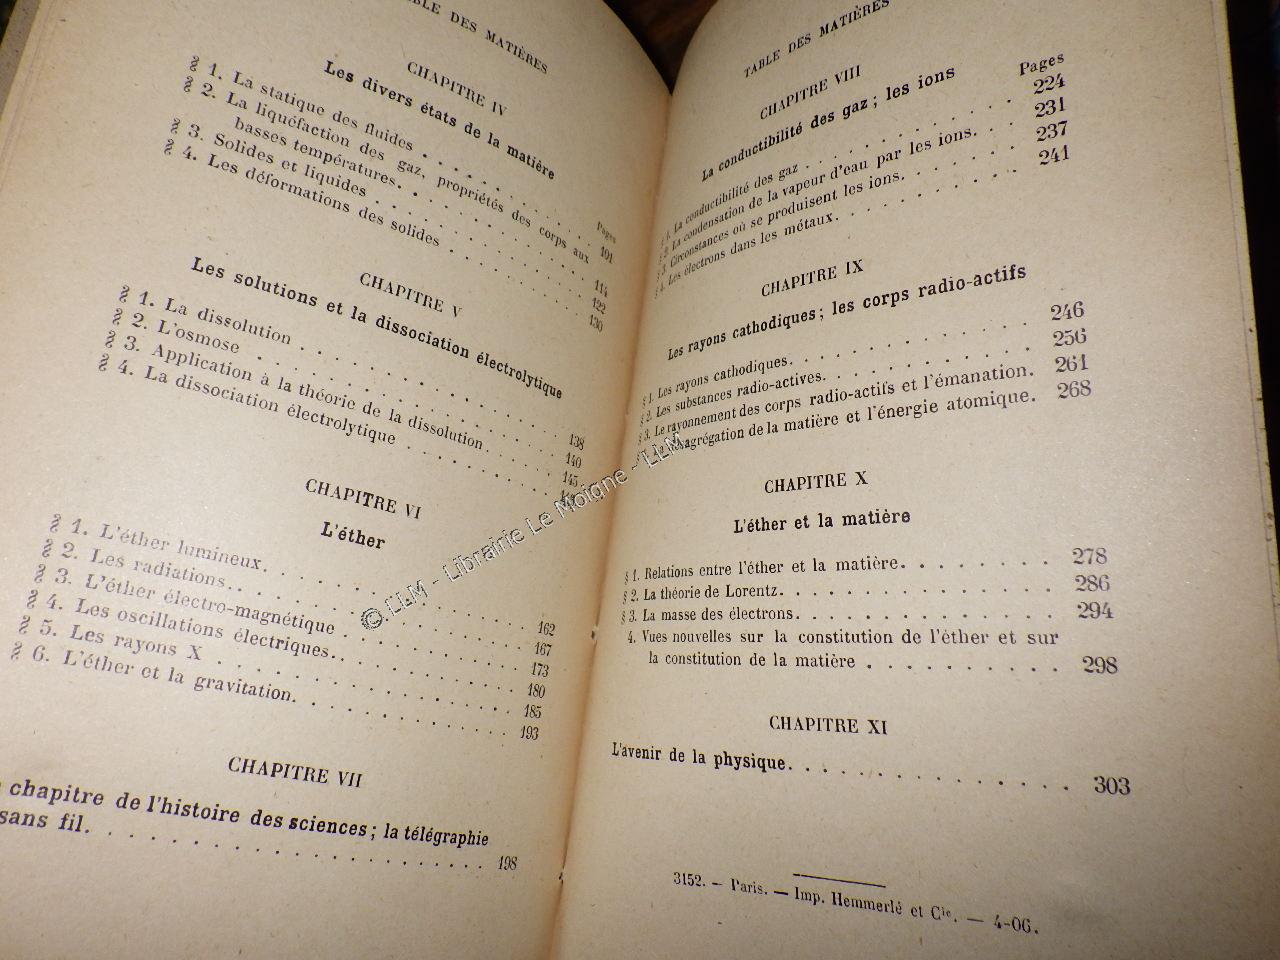 TABLE DES MATIÈRES
CHAPITRE IV
Les divers états de la matière
Pages
§ 1. La statique des fluides . . . . . 101
§ 2. La liquéfaction des gaz, propriétés des corps aux
basses températures. . . . . . . . . 114
§ 3. Solides et liquides . . . . . . . . . 122
§ 4. Les déformations des solides . . . . . . 130
CHAPITRE V
Les solutions et la dissociation électrolytique
§ 1. La dissolution . . . . . . . . . . 138
§ 2. L'osmose . . . . . . . . . . . 140
§ 3. Application à la théorie de la dissolution . . . . 145
§ 4. La dissociation électrolytique . . . . . . .
CHAPITRE VI
L'éther
§ 1. L'éther lumineux. . . . . . . . . . 162
§ 2. Les radiations. . . . . . . . . . . 167
§ 3. L'éther électro-magnétique . . . . . . . . 173
§ 4. Les oscillations électriques. . . . . . . . . 180
§ 5. Les rayons X . . . . . . . . . . . 185
§ 6. L'éther et la gravitation. . . . . . . . . . 193
CHAPITRE VII
chapitre de l'histoire des sciences ; la télégraphie
sans fil. . . . . . . . . . . . . . . . . 198
TABLE DES MATIÈRES
CHAPITRE VIII
La conductibilité des gaz ; les ions
Pages
§ 1. La conductibilité des gaz . . . . . . . . . 224
§ 2. La condensation de la vapeur d'eau par les ions. . . 231
§ 3. Circonstances où se produisent les ions. . . . . . 237
§ 4. Les électrons dans les métaux. . . . . . . . . 241
CHAPITRE IX
Les rayons cathodiques ; les corps radio-actifs
§ 1. Les rayons cathodiques. . . . . . . . . . 246
§ 2. Les substances radio-actives. . . . . . . . . 256
§ 3. Le rayonnement des corps radio-actifs et l'émanation. 261
La désagrégation de la matière et l'énergie atomique. 268
CHAPITRE X
L'éther et la matière
§ 1. Relations entre l'éther et la matière. . . . . . . . 278
§ 2. La théorie de Lorentz. . . . . . . . . . . 286
§ 3. La masse des électrons. . . . . . . . . . . 294
4. Vues nouvelles sur la constitution de l'éther et sur
la constitution de la matière . . . . . . . . . 298
CHAPITRE XI
L'avenir de la physique. . . . . . . . . . . . . 303
3152. — Paris. — Imp. Hemmerlé et Cie. — 4-06.
© LLM - Librairie Le Moigne - LLM